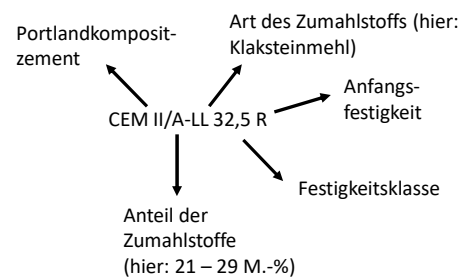 Portlandkomposit-
zement
Art des Zumahlstoffs (hier:
Klaksteinmehl)
Anfangs-
festigkeit
CEM II/A-LL 32,5 R
Festigkeitsklasse
Anteil der
Zumahlstoffe
(hier: 21 – 29 M.-%)